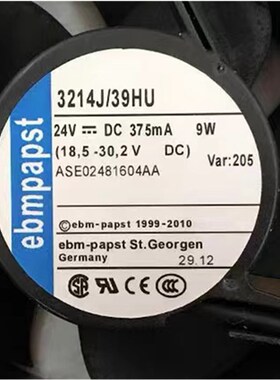 ebmpapst
3214J/39HU
24V ⎓ DC 375mA 9W
(18,5 -30,2 V DC) Var:205
ASE02481604AA
©ebm-papst 1999-2010
ebm-papst St.Georgen
Germany 29.12